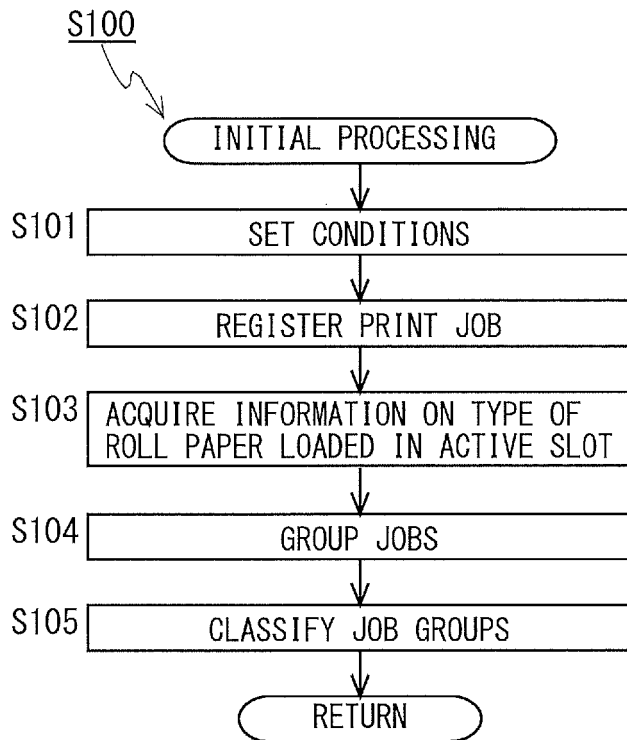 S100
INITIAL PROCESSING
S101
SET CONDITIONS
S102
REGISTER PRINT JOB
S103
ACQUIRE INFORMATION ON TYPE OF
ROLL PAPER LOADED IN ACTIVE SLOT
S104
GROUP JOBS
S105
CLASSIFY JOB GROUPS
RETURN